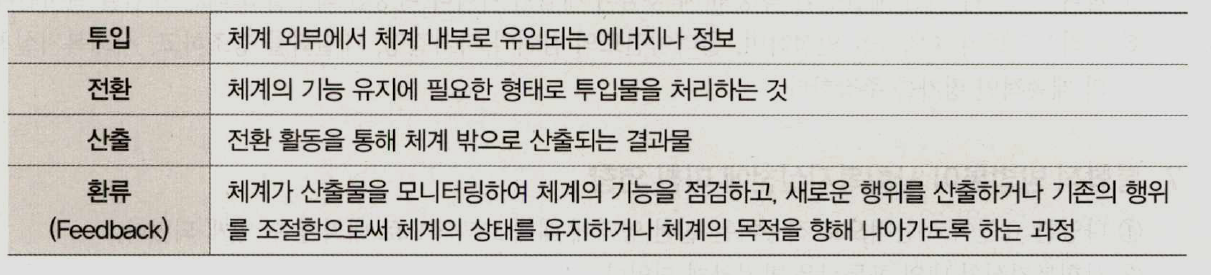 투입 체계 외부에서 체계 내부로 유입되는 에너지나 정보
전환 체계의 기능 유지에 필요한 형태로 투입물을 처리하는 것
산출 전환 활동을 통해 체계 밖으로 산출되는 결과물
환류 체계가 산출물을 모니터링하여 체계의 기능을 점검하고, 새로운 행위를 산출하거나 기존의 행위
(Feedback) 를 조절함으로써 체계의 상태를 유지하거나 체계의 목적을 향해 나아가도록 하는 과정